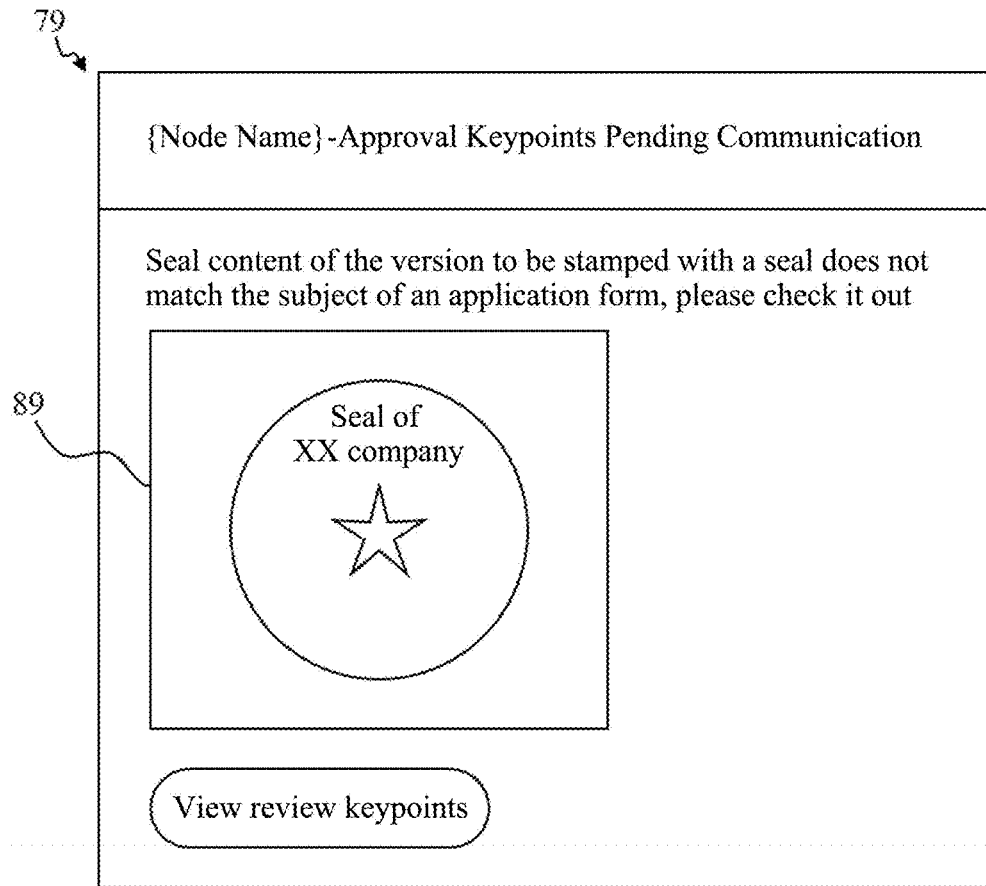 79
{Node Name}-Approval Keypoints Pending Communication
Seal content of the version to be stamped with a seal does not
match the subject of an application form, please check it out
89
Seal of
XX company
View review keypoints